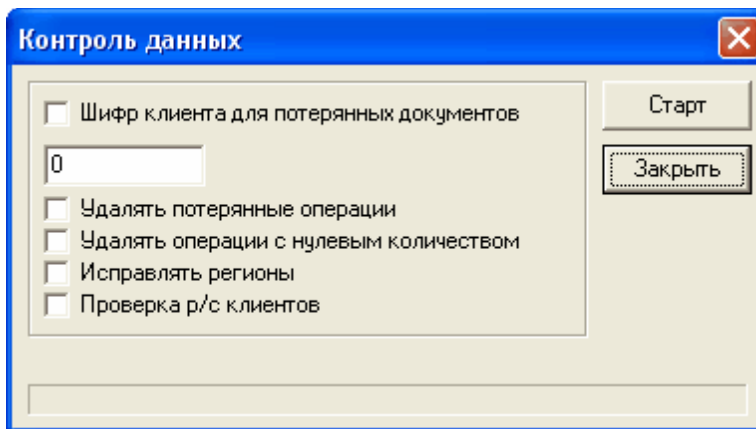 Контроль данных
Шифр клиента для потерянных документов
Старт
0
Закрыть
Удалять потерянные операции
Удалять операции с нулевым количеством
Исправлять регионы
Проверка р/с клиентов